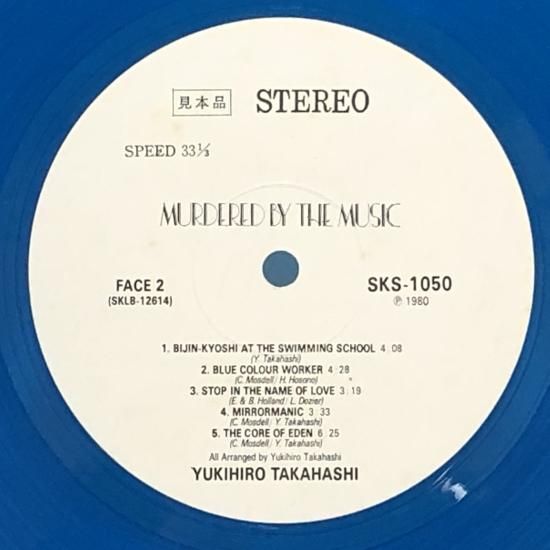 見本品 STEREO
SPEED 33⅓
MURDERED BY THE MUSIC
FACE 2 SKS-1050
(SKLB-12614) ℗ 1980
1. BIJIN-KYOSHI AT THE SWIMMING SCHOOL 4:08
(Y. Takahashi)
2. BLUE COLOUR WORKER 4:28
(C. Mosdell/H. Hosono)
3. STOP IN THE NAME OF LOVE 3:19
(E. & B. Holland/L. Dozier)
4. MIRRORMANIC 3:33
(C. Mosdell/Y. Takahashi)
5. THE CORE OF EDEN 6:25
(C. Mosdell/Y. Takahashi)
All Arranged by Yukihiro Takahashi
YUKIHIRO TAKAHASHI